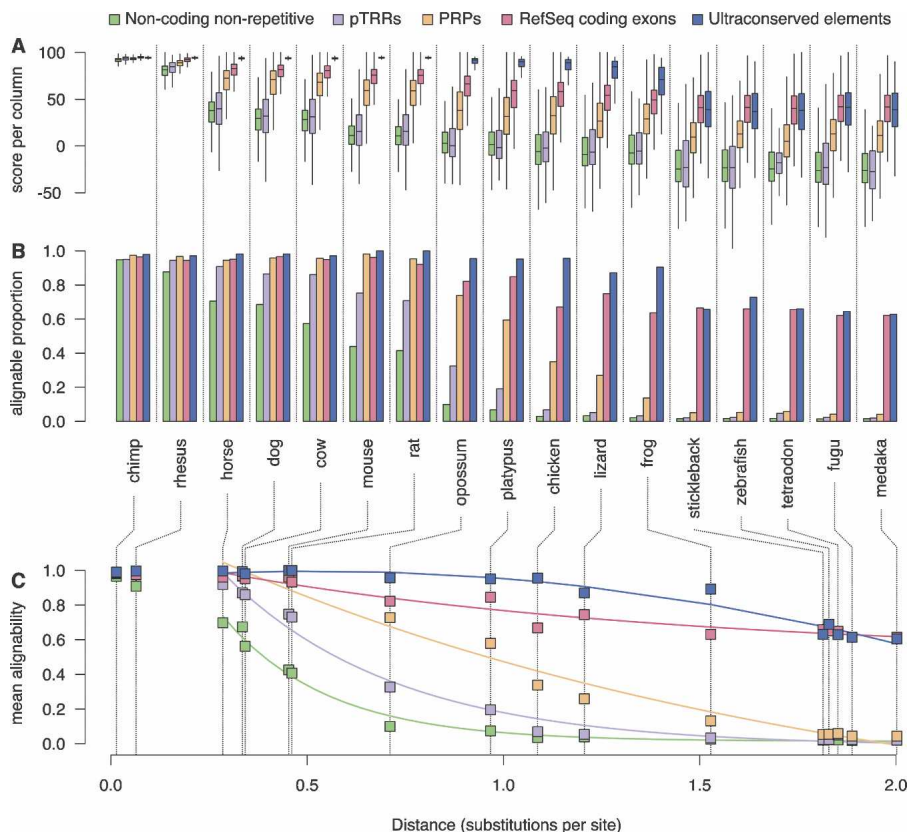 Non-coding non-repetitive pTRRs PRPs RefSeq coding exons Ultraconserved elements
A
score per column
100
50
0
-50
B
alignable proportion
1.0
0.8
0.6
0.4
0.2
0.0
chimp rhesus horse dog cow mouse rat opossum platypus chicken lizard frog stickleback zebrafish tetraodon fugu medaka
C
mean alignability
1.0
0.8
0.6
0.4
0.2
0.0
0.0 0.5 1.0 1.5 2.0
Distance (substitutions per site)